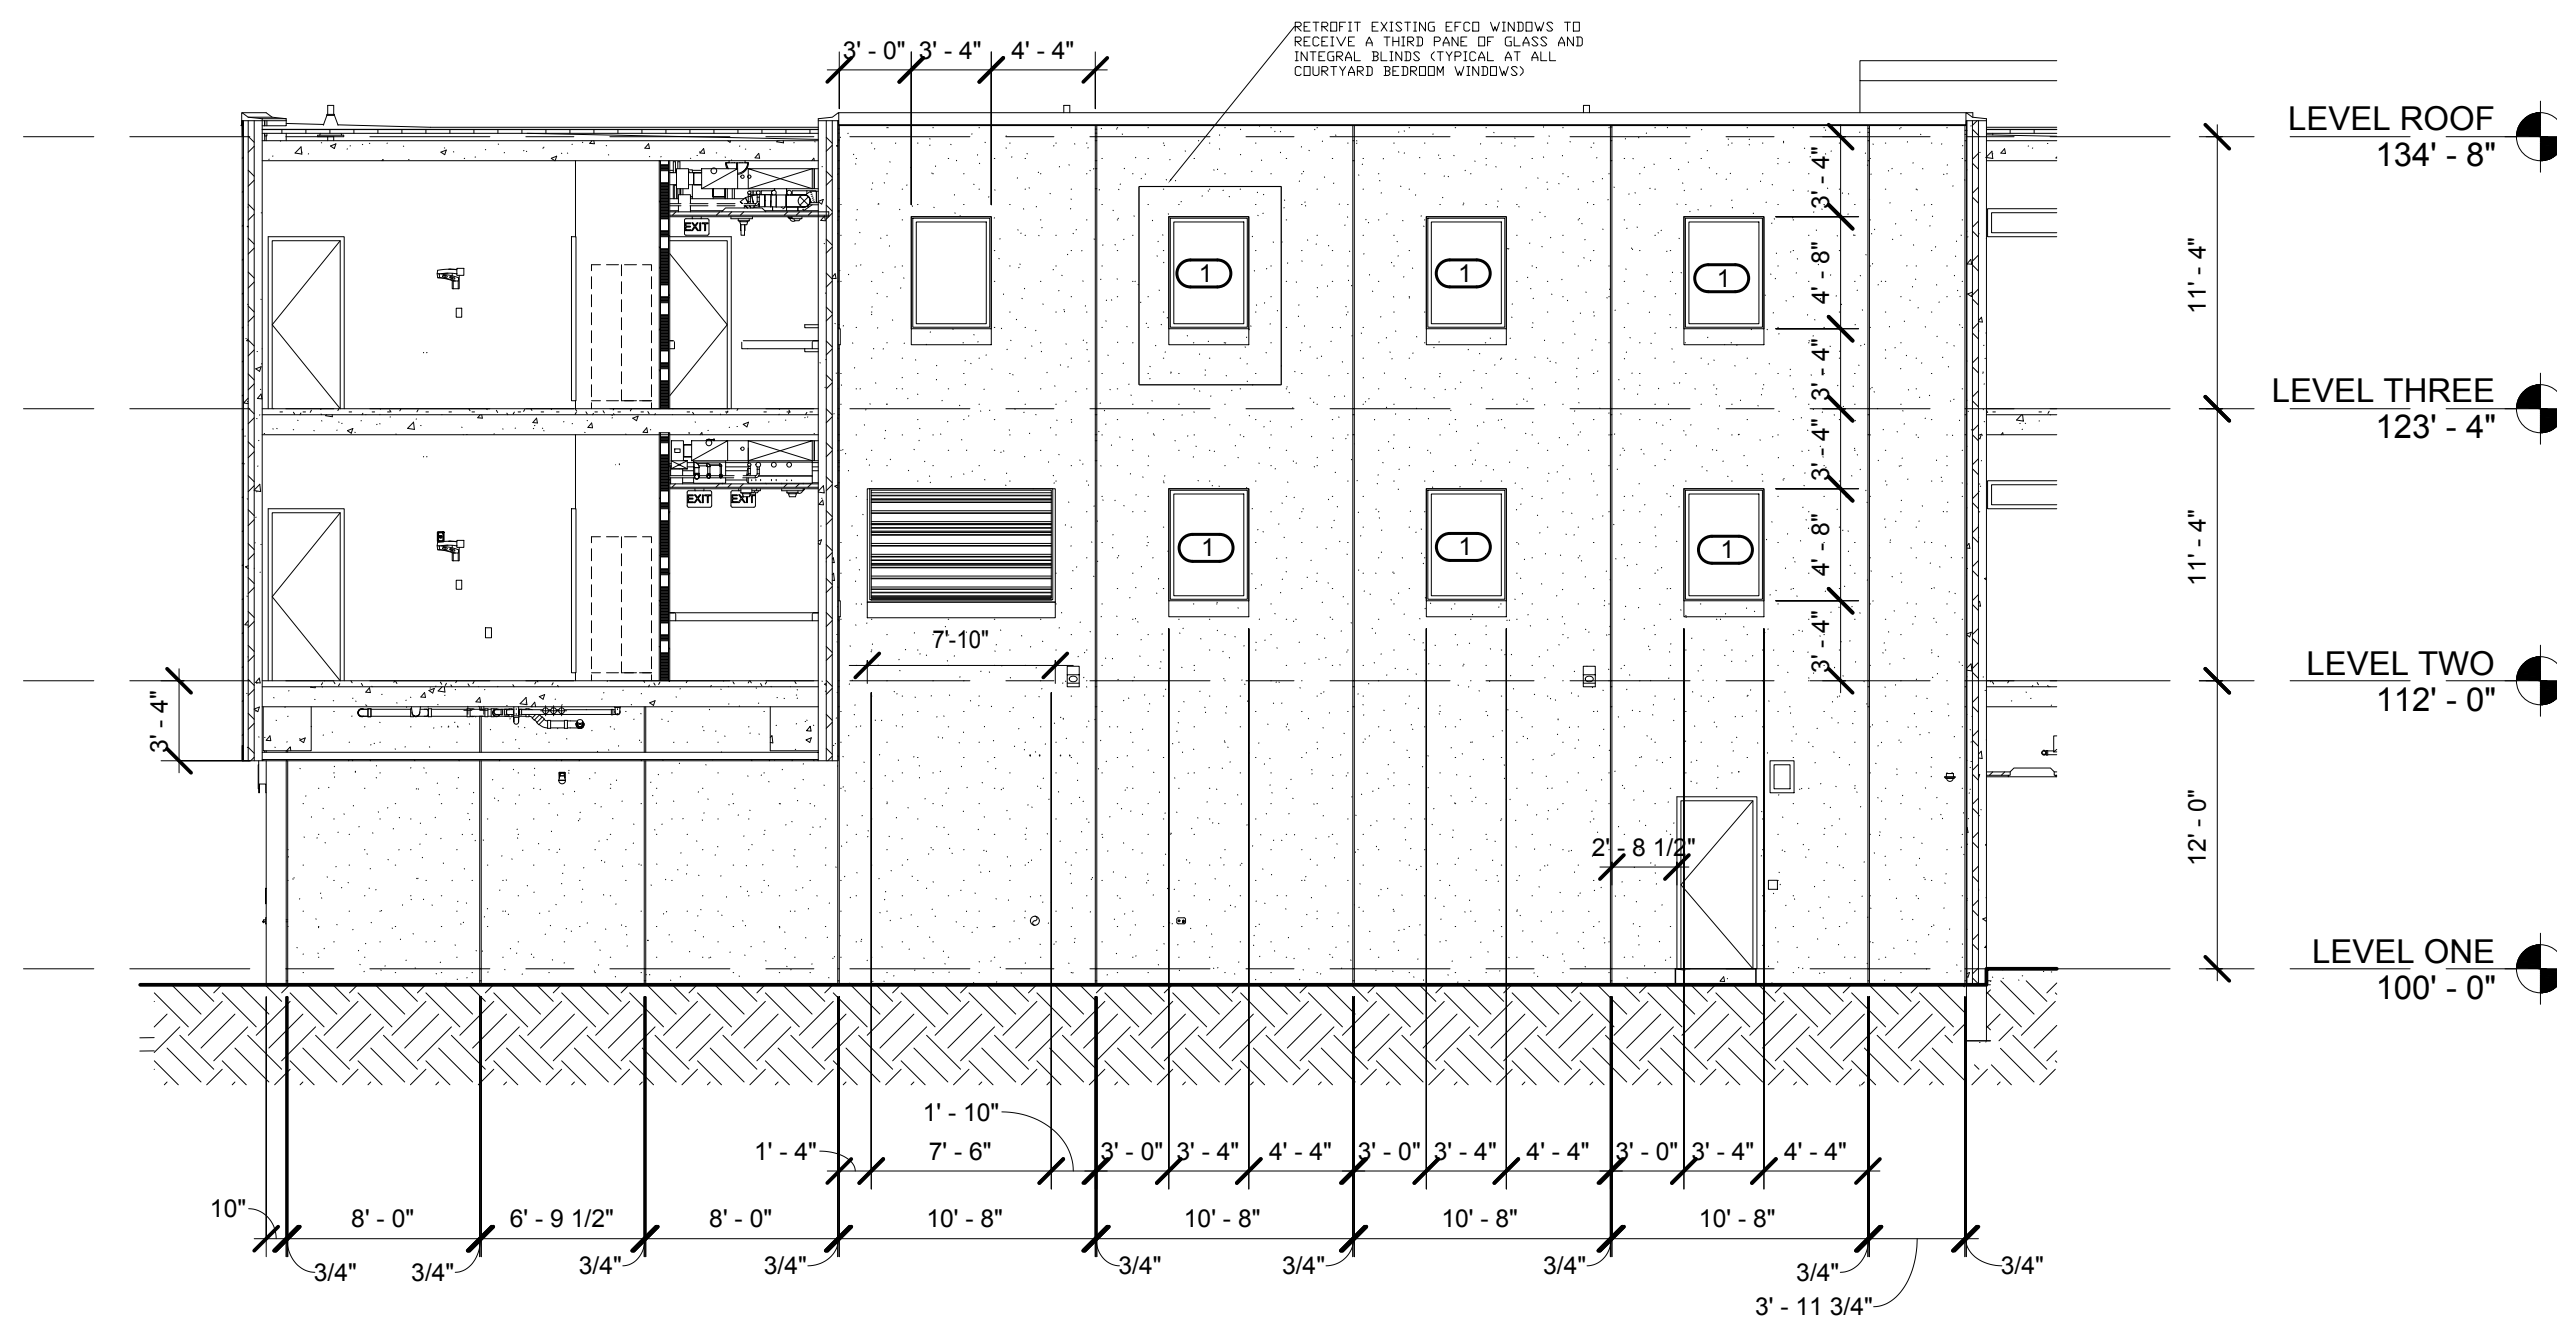 RETROFIT EXISTING EFCO WINDOWS TO
RECEIVE A THIRD PANE OF GLASS AND
INTEGRAL BLINDS (TYPICAL AT ALL
COURTYARD BEDROOM WINDOWS)
3' - 0" 3' - 4" 4' - 4"
LEVEL ROOF
134' - 8"
3' - 4"
EXIT
11' - 4"
1 1 1
4' - 8"
3' - 4"
LEVEL THREE
123' - 4"
3' - 4"
EXIT EXIT
11' - 4"
1 1 1
4' - 8"
7'-10"
3' - 4"
LEVEL TWO
112' - 0"
3' - 4"
12' - 0"
2' - 8 1/2"
LEVEL ONE
100' - 0"
1' - 10"
1' - 4" 7' - 6" 3' - 0" 3' - 4" 4' - 4" 3' - 0" 3' - 4" 4' - 4" 3' - 0" 3' - 4" 4' - 4"
10" 8' - 0" 6' - 9 1/2" 8' - 0" 10' - 8" 10' - 8" 10' - 8" 10' - 8"
3/4" 3/4" 3/4" 3/4" 3/4" 3/4" 3/4" 3/4" 3/4"
3' - 11 3/4"